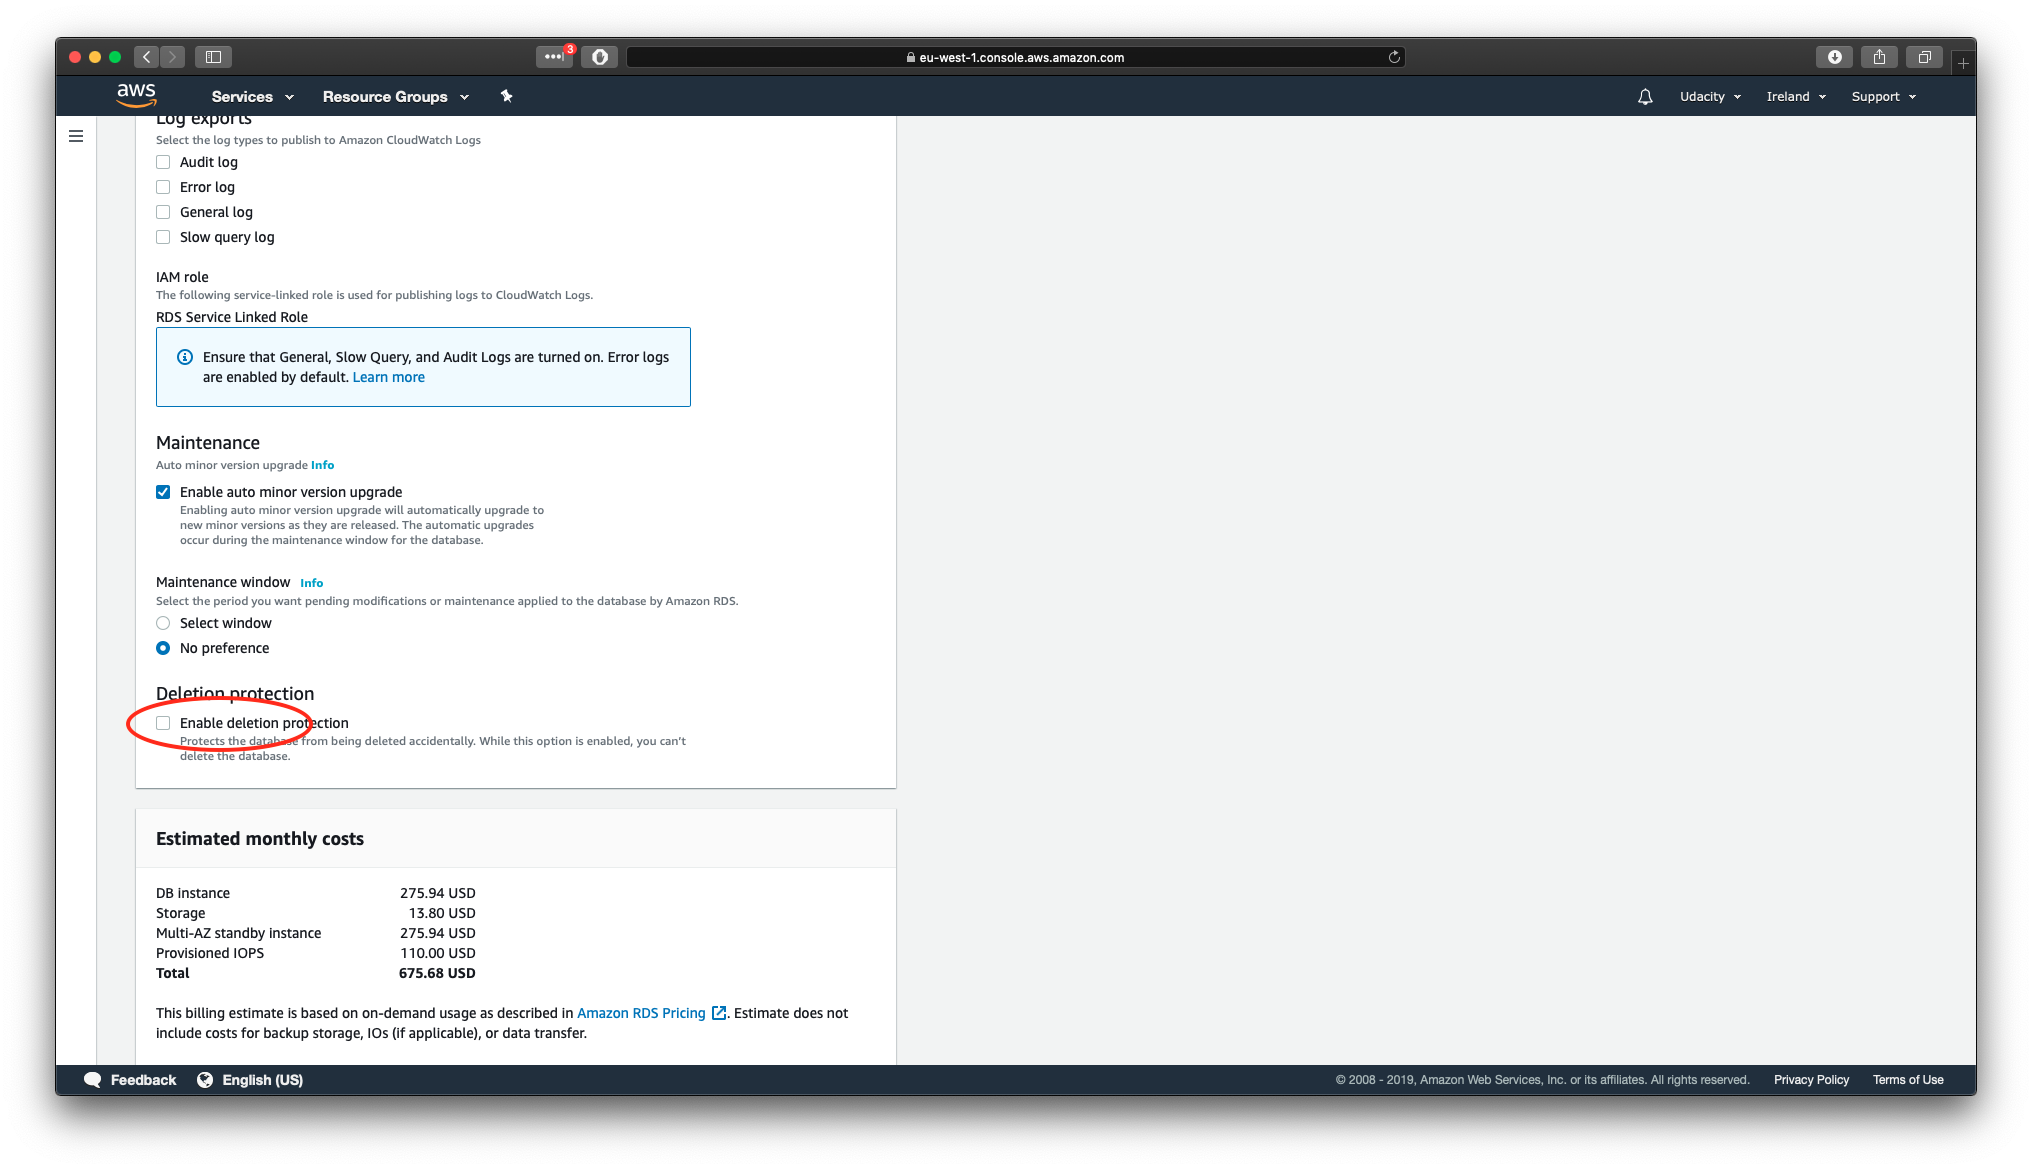 3
eu-west-1.console.aws.amazon.com
aws Services Resource Groups Udacity Ireland Support
Log exports
Select the log types to publish to Amazon CloudWatch Logs
Audit log
Error log
General log
Slow query log
IAM role
The following service-linked role is used for publishing logs to CloudWatch Logs.
RDS Service Linked Role
Ensure that General, Slow Query, and Audit Logs are turned on. Error logs
are enabled by default. Learn more
Maintenance
Auto minor version upgrade Info
Enable auto minor version upgrade
Enabling auto minor version upgrade will automatically upgrade to
new minor versions as they are released. The automatic upgrades
occur during the maintenance window for the database.
Maintenance window Info
Select the period you want pending modifications or maintenance applied to the database by Amazon RDS.
Select window
No preference
Deletion protection
Enable deletion protection
Protects the database from being deleted accidentally. While this option is enabled, you can't
delete the database.
Estimated monthly costs
DB instance 275.94 USD
Storage 13.80 USD
Multi-AZ standby instance 275.94 USD
Provisioned IOPS 110.00 USD
Total 675.68 USD
This billing estimate is based on on-demand usage as described in Amazon RDS Pricing. Estimate does not
include costs for backup storage, IOs (if applicable), or data transfer.
Feedback English (US) © 2008 - 2019, Amazon Web Services, Inc. or its affiliates. All rights reserved. Privacy Policy Terms of Use